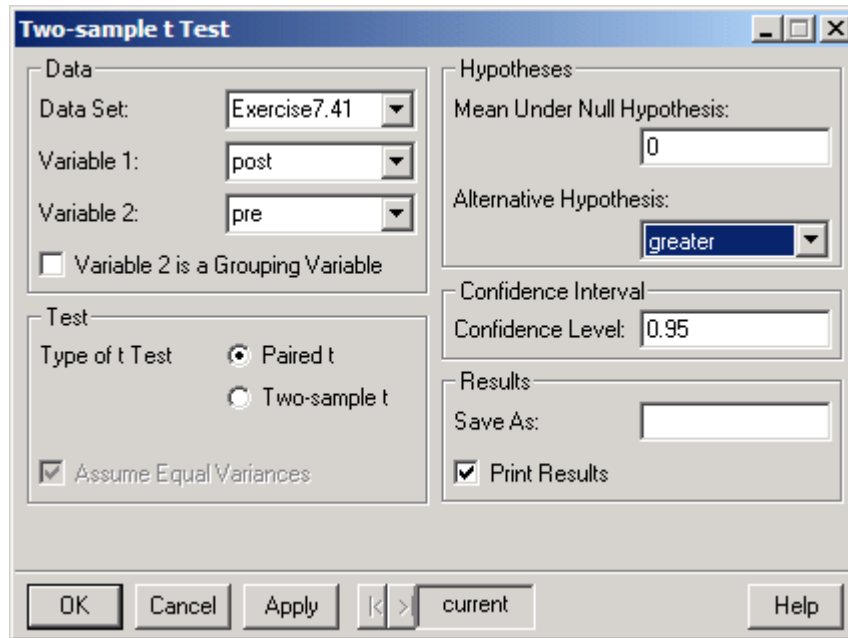 Two-sample t Test
Data
Data Set: Exercise7.41
Variable 1: post
Variable 2: pre
Variable 2 is a Grouping Variable
Test
Type of t Test Paired t
Two-sample t
Assume Equal Variances
Hypotheses
Mean Under Null Hypothesis:
0
Alternative Hypothesis:
greater
Confidence Interval
Confidence Level: 0.95
Results
Save As:
Print Results
OK Cancel Apply |< > current Help